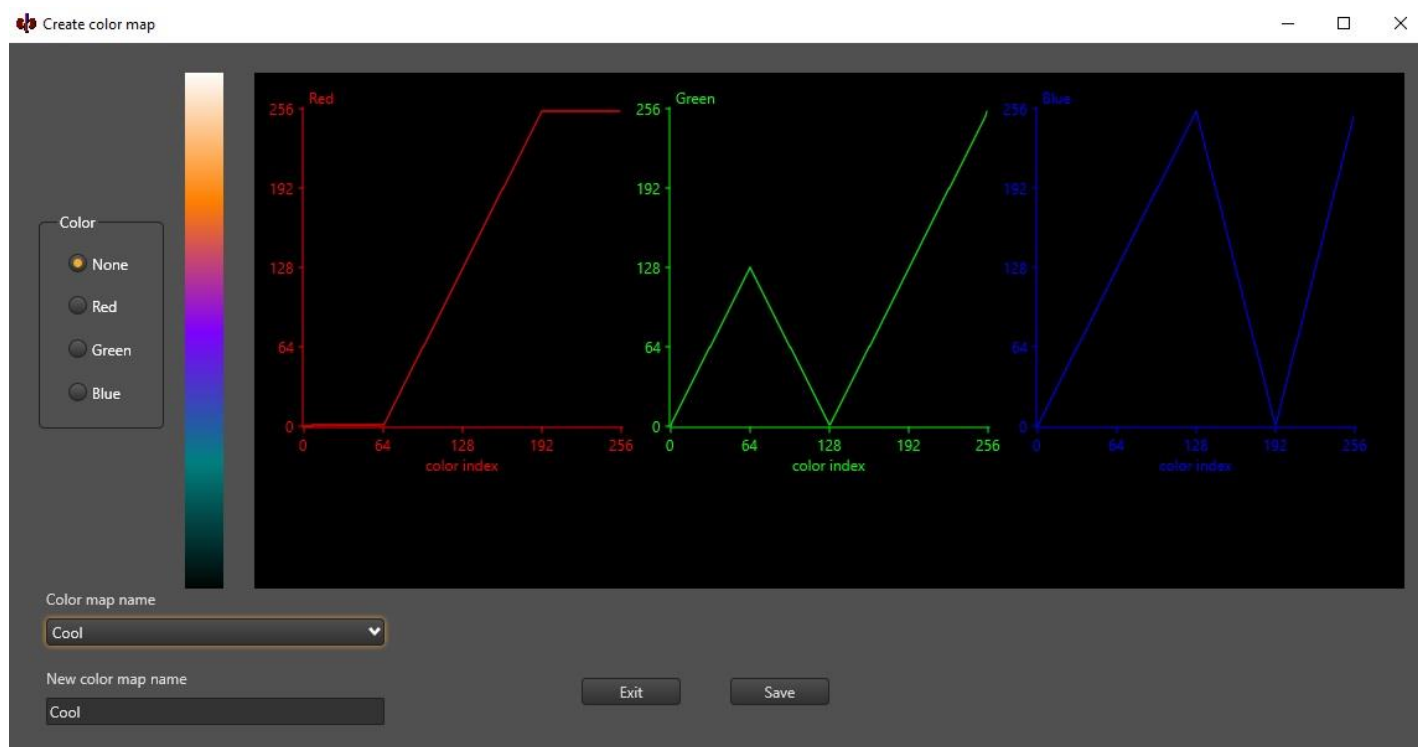 Create color map
Color
None
Red
Green
Blue
Red
256
192
128
64
0
0 64 128 192 256
color index
Green
256
192
128
64
0
0 64 128 192 256
color index
Blue
256
192
128
64
0
0 64 128 192 256
color index
Color map name
Cool
New color map name
Cool
Exit
Save